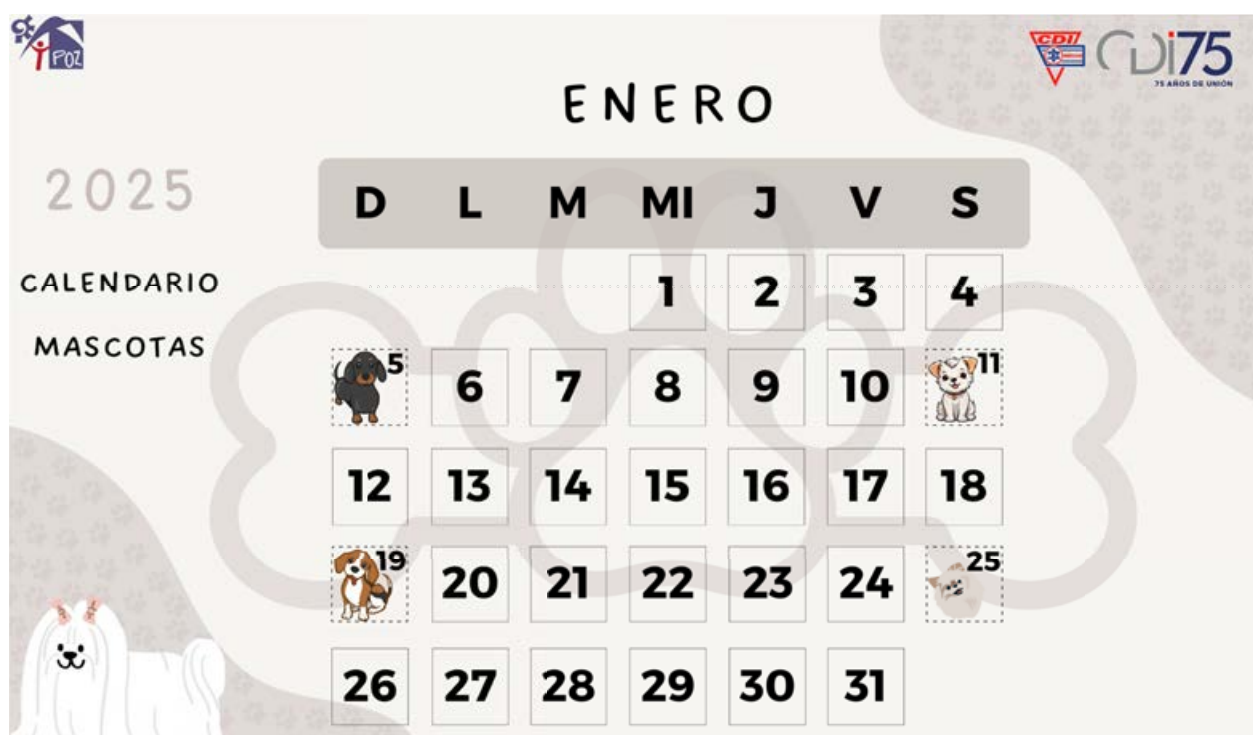 POZ
CDI
CDi75
75 AÑOS DE UNIÓN
ENERO
2025
CALENDARIO
MASCOTAS
D L M MI J V S
1 2 3 4
5 6 7 8 9 10 11
12 13 14 15 16 17 18
19 20 21 22 23 24 25
26 27 28 29 30 31